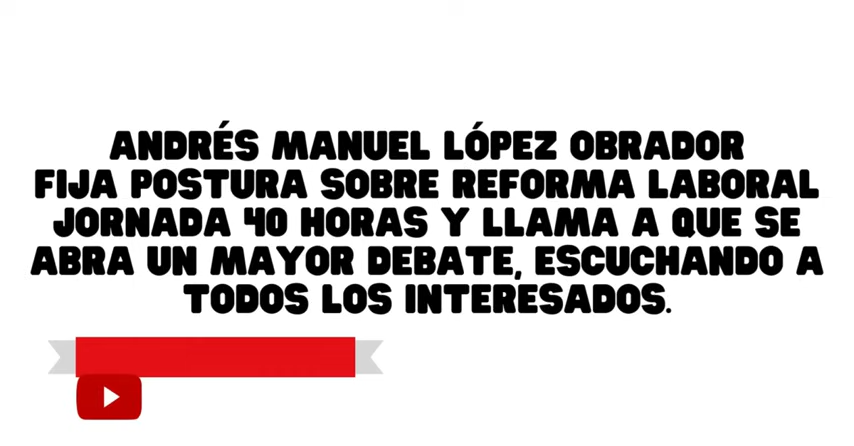 ANDRÉS MANUEL LÓPEZ OBRADOR
FIJA POSTURA SOBRE REFORMA LABORAL
JORNADA 40 HORAS Y LLAMA A QUE SE
ABRA UN MAYOR DEBATE, ESCUCHANDO A
TODOS LOS INTERESADOS.